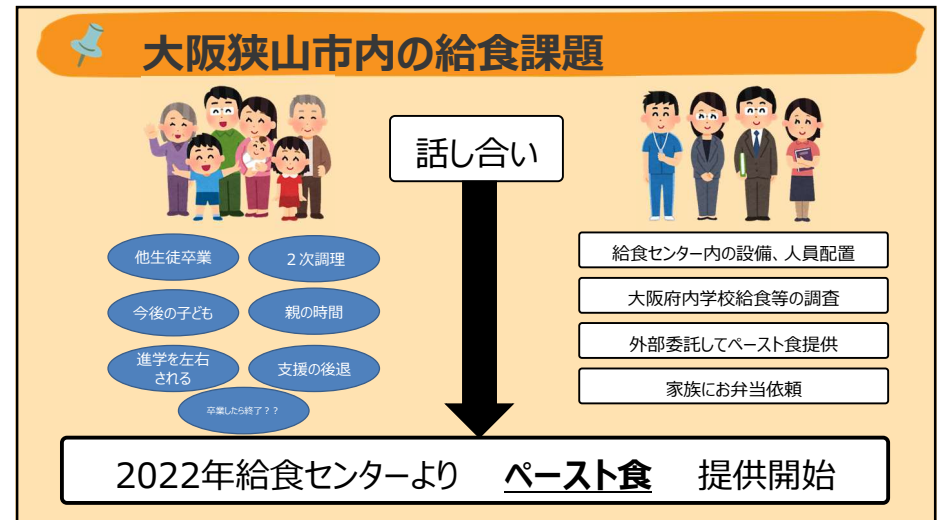 大阪狭山市内の給食課題
話し合い
他生徒卒業
２次調理
今後の子ども
親の時間
進学を左右
される
支援の後退
卒業したら終了？？
給食センター内の設備、人員配置
大阪府内学校給食等の調査
外部委託してペースト食提供
家族にお弁当依頼
2022年給食センターより　ペースト食　提供開始